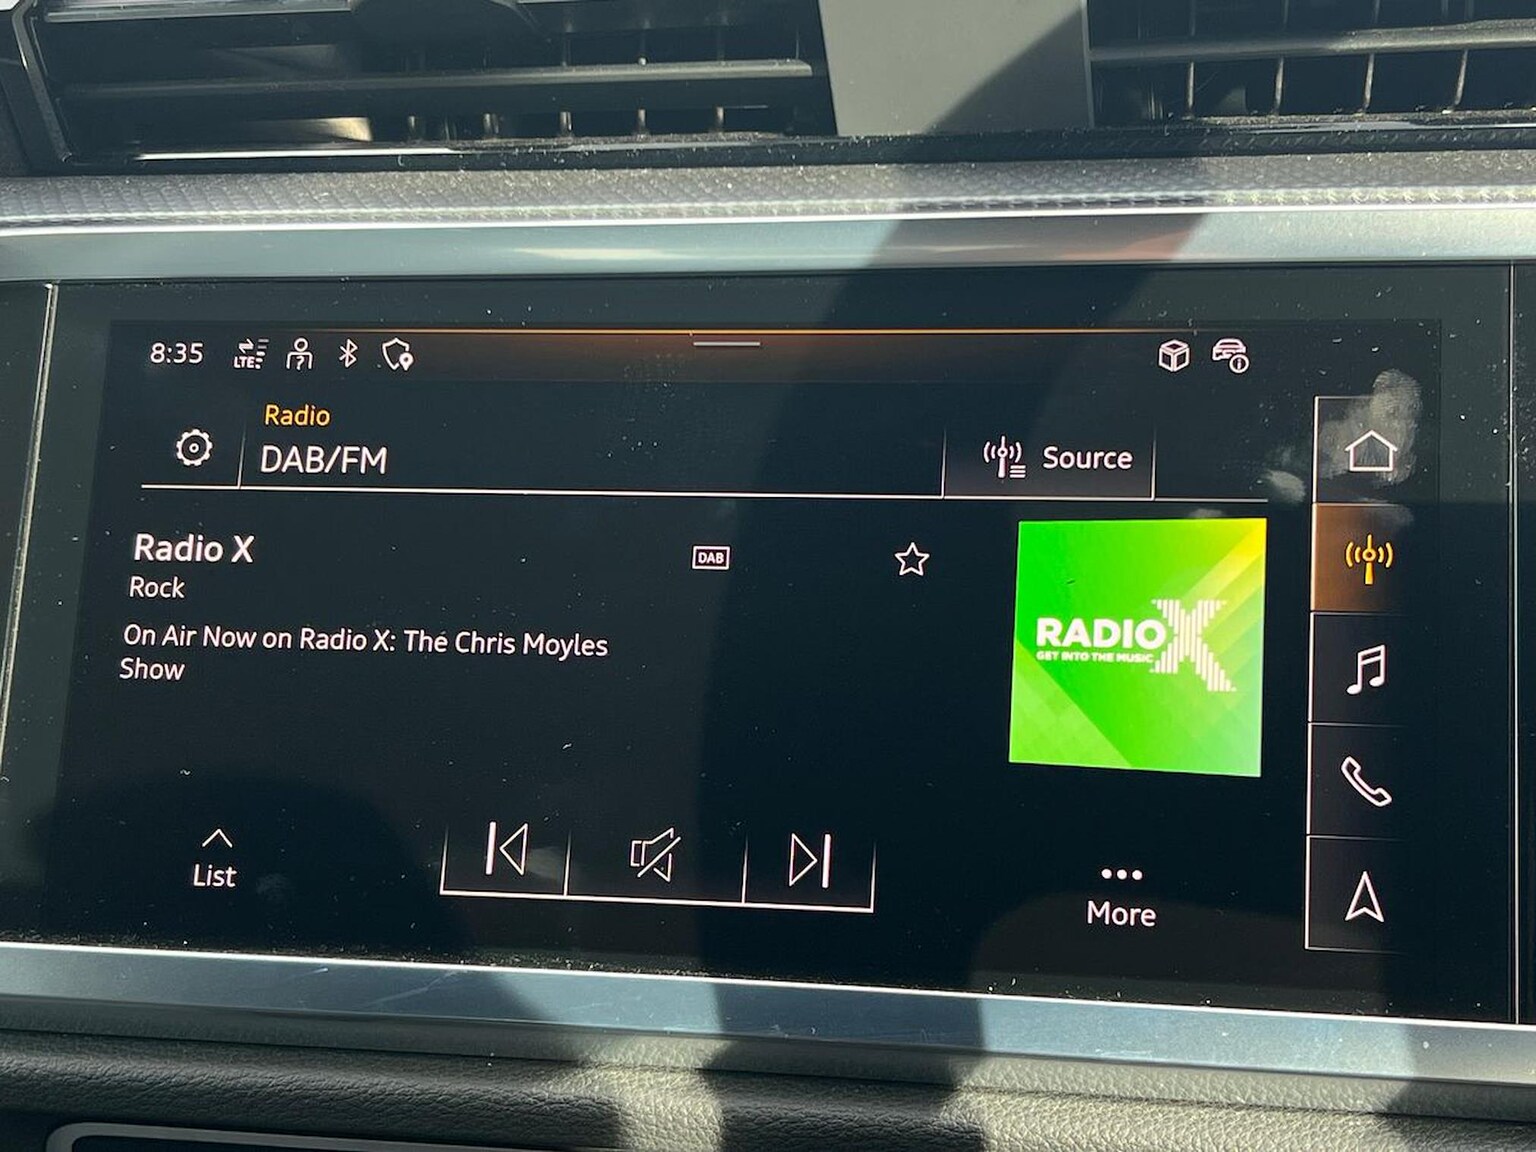 8:35
LTE
?
Radio
DAB/FM
Source
Radio X
DAB
Rock
On Air Now on Radio X: The Chris Moyles
Show
RADIO X
GET INTO THE MUSIC
List
More